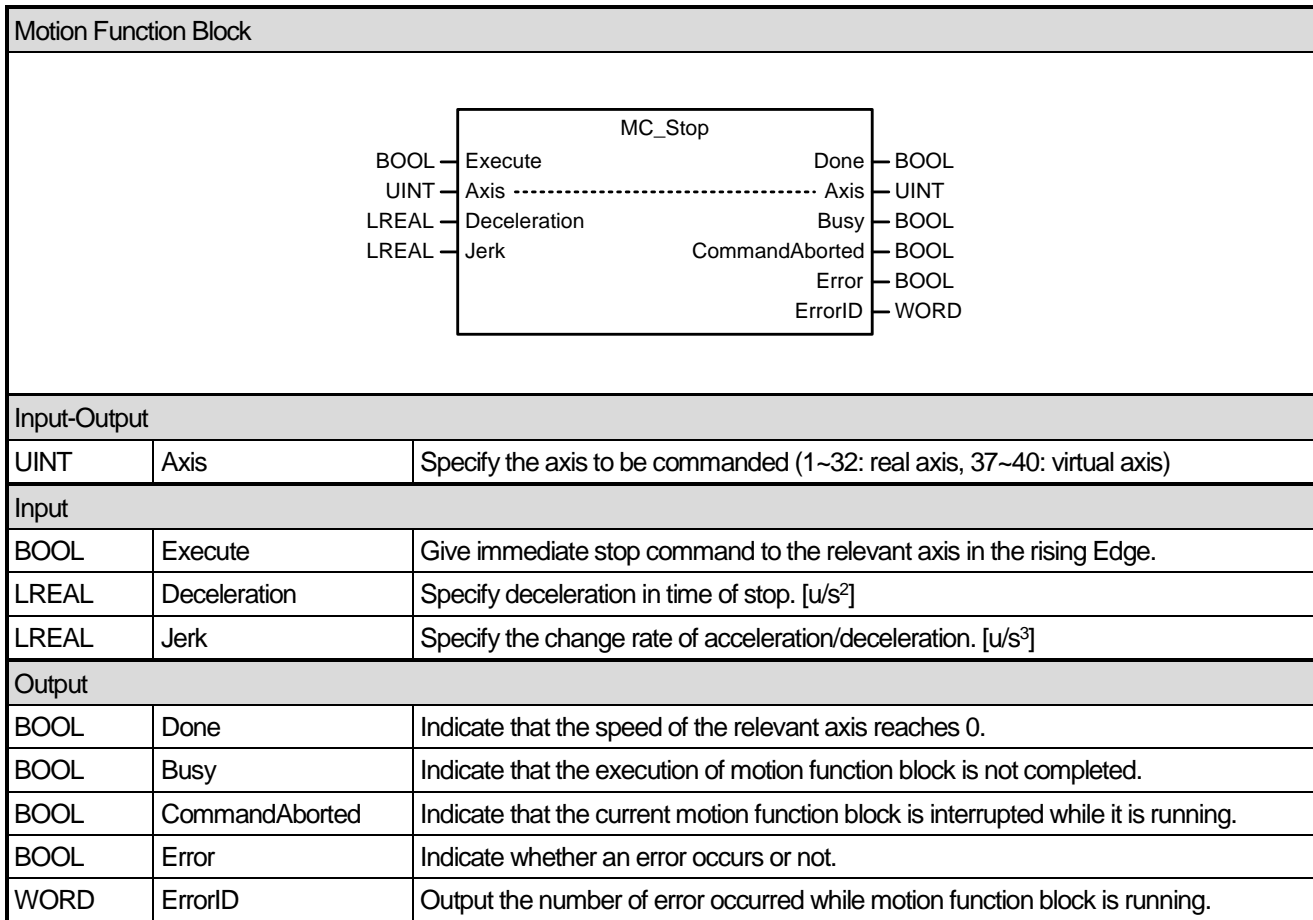 Motion Function Block
MC_Stop
BOOL Execute Done BOOL
UINT Axis Axis UINT
LREAL Deceleration Busy BOOL
LREAL Jerk CommandAborted BOOL
Error BOOL
ErrorID WORD
Input-Output
UINT Axis Specify the axis to be commanded (1~32: real axis, 37~40: virtual axis)
Input
BOOL Execute Give immediate stop command to the relevant axis in the rising Edge.
LREAL Deceleration Specify deceleration in time of stop. [u/s²]
LREAL Jerk Specify the change rate of acceleration/deceleration. [u/s³]
Output
BOOL Done Indicate that the speed of the relevant axis reaches 0.
BOOL Busy Indicate that the execution of motion function block is not completed.
BOOL CommandAborted Indicate that the current motion function block is interrupted while it is running.
BOOL Error Indicate whether an error occurs or not.
WORD ErrorID Output the number of error occurred while motion function block is running.